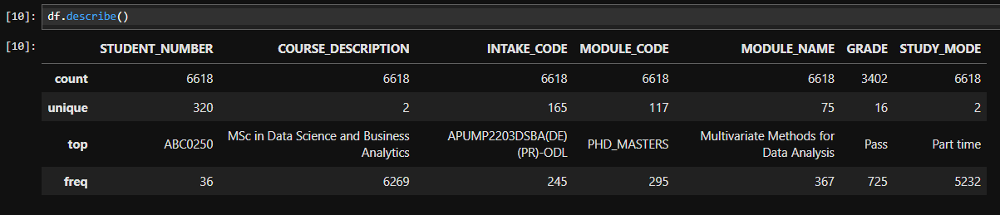 [10]: df.describe()
[10]:
STUDENT_NUMBER COURSE_DESCRIPTION INTAKE_CODE MODULE_CODE MODULE_NAME GRADE STUDY_MODE
count 6618 6618 6618 6618 6618 3402 6618
unique 320 2 165 117 75 16 2
top ABC0250 MSc in Data Science and Business Analytics APUMP2203DSBA(DE)(PR)-ODL PHD_MASTERS Multivariate Methods for Data Analysis Pass Part time
freq 36 6269 245 295 367 725 5232